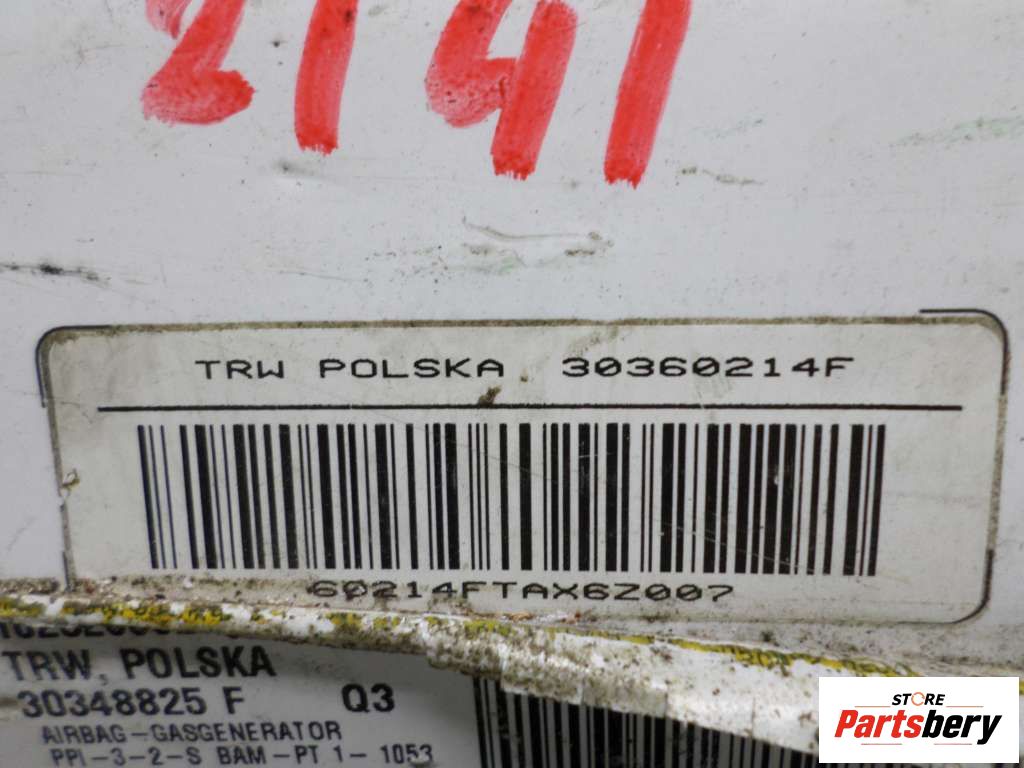 2141
TRW POLSKA 30360214F
60214FTAX6Z007
TRW, POLSKA
30348825 F Q3
AIRBAG-GASGENERATOR
PPI-3-2-S BAM-PT 1-1053
STORE
Partsbery